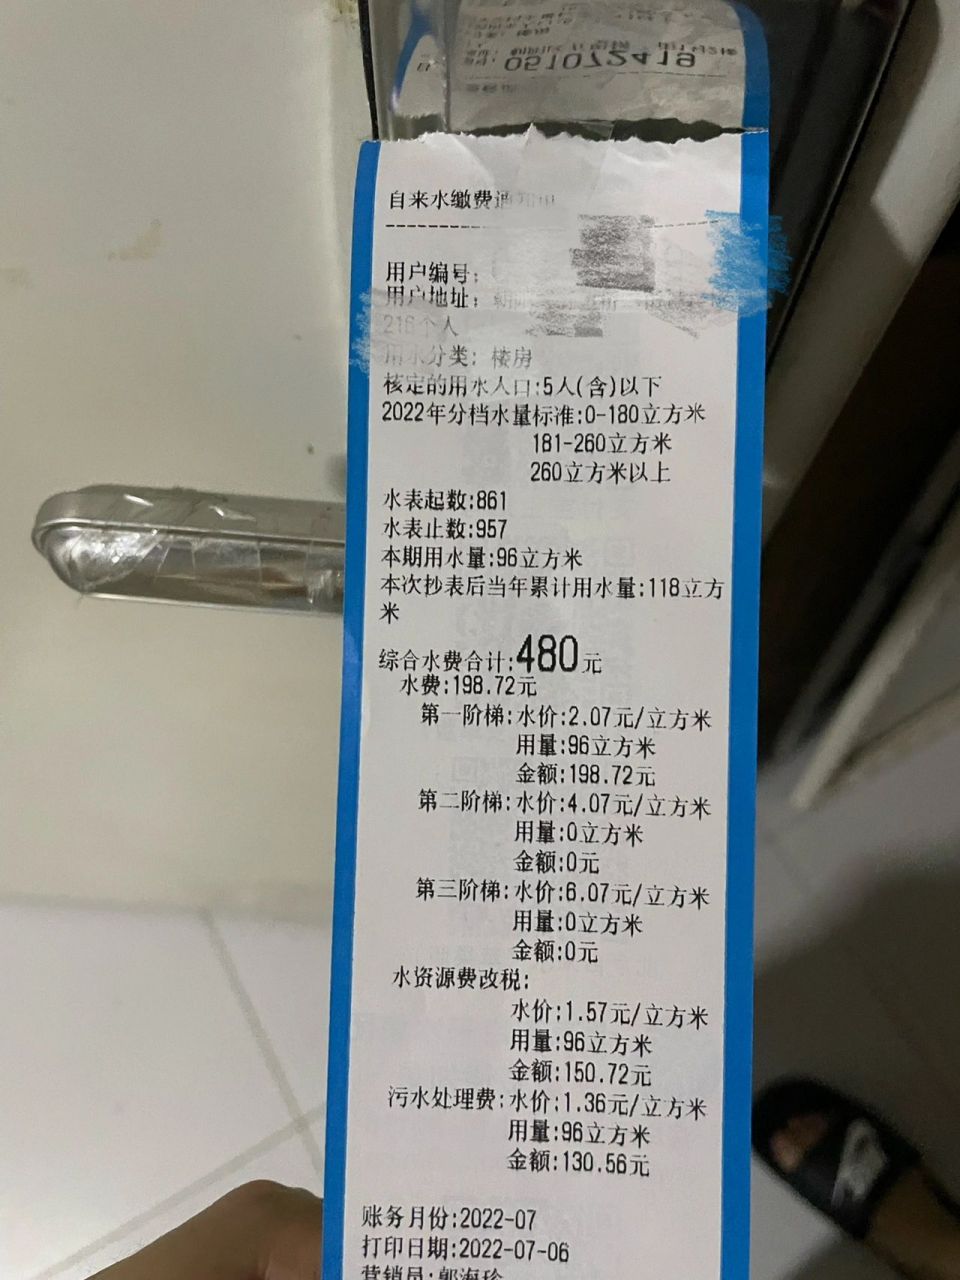 051072419
自来水缴费通知单
用户编号:
用户地址:
216个人
用水分类: 楼房
核定的用水人口:5人(含)以下
2022年分档水量标准:0-180立方米
181-260立方米
260立方米以上
水表起数:861
水表止数:957
本期用水量:96立方米
本次抄表后当年累计用水量:118立方
米
综合水费合计:480元
水费:198.72元
第一阶梯:水价:2.07元/立方米
用量:96立方米
金额:198.72元
第二阶梯:水价:4.07元/立方米
用量:0立方米
金额:0元
第三阶梯:水价:6.07元/立方米
用量:0立方米
金额:0元
水资源费改税:
水价:1.57元/立方米
用量:96立方米
金额:150.72元
污水处理费:水价:1.36元/立方米
用量:96立方米
金额:130.56元
账务月份:2022-07
打印日期:2022-07-06
营销员:郭海珍